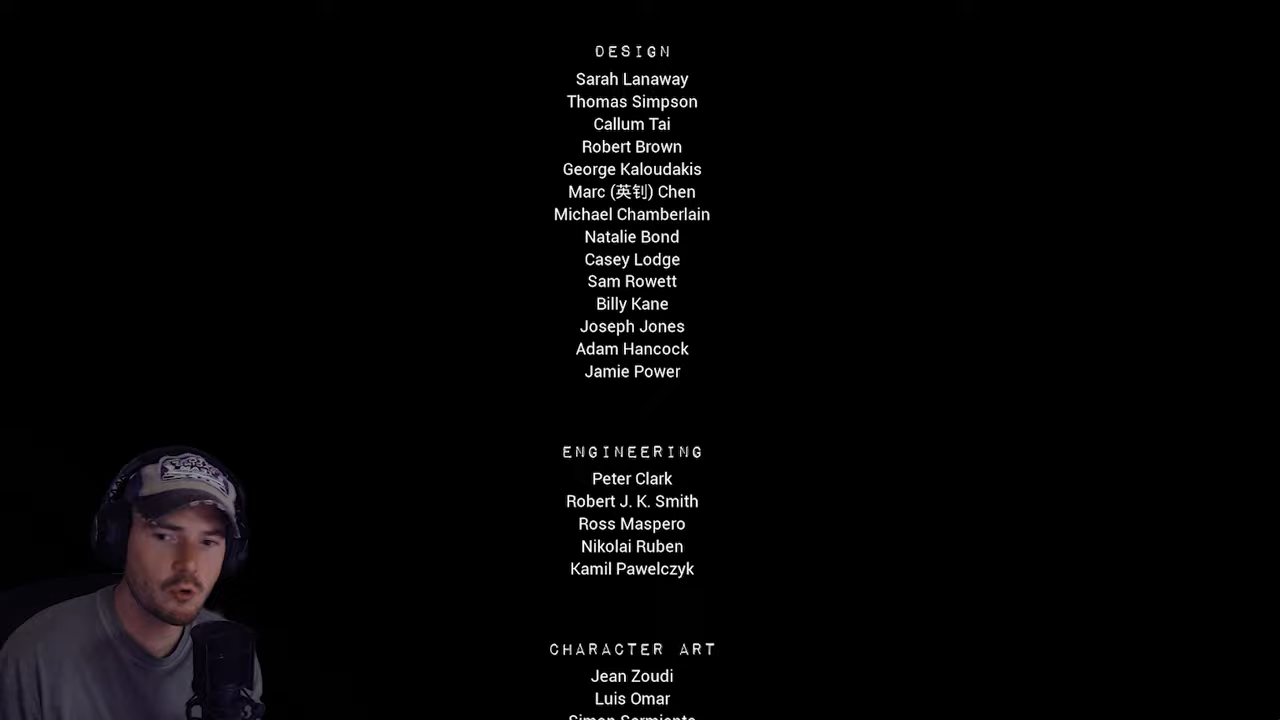 DESIGN
Sarah Lanaway
Thomas Simpson
Callum Tai
Robert Brown
George Kaloudakis
Marc (英钊) Chen
Michael Chamberlain
Natalie Bond
Casey Lodge
Sam Rowett
Billy Kane
Joseph Jones
Adam Hancock
Jamie Power
ENGINEERING
Peter Clark
Robert J. K. Smith
Ross Maspero
Nikolai Ruben
Kamil Pawelczyk
CHARACTER ART
Jean Zoudi
Luis Omar